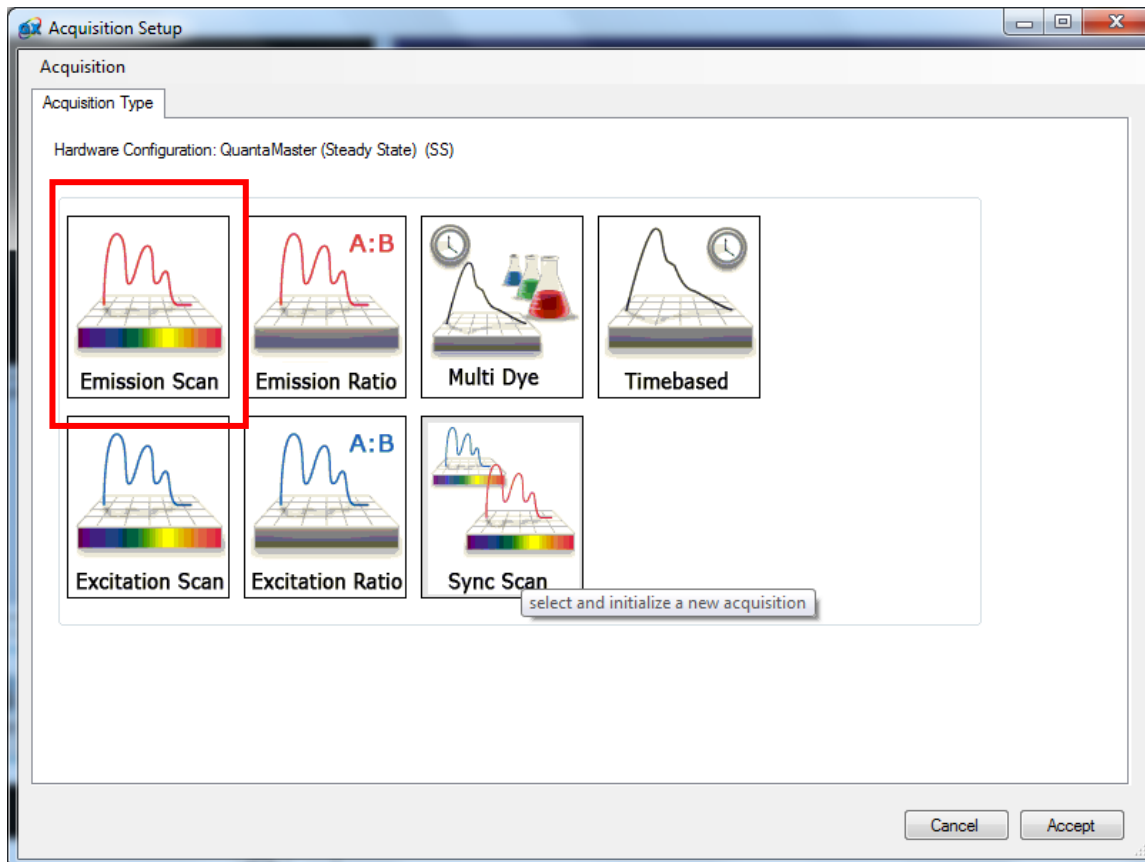 Acquisition Setup
Acquisition
Acquisition Type
Hardware Configuration: QuantaMaster (Steady State) (SS)
Emission Scan
A:B
Emission Ratio
Multi Dye
Timebased
Excitation Scan
A:B
Excitation Ratio
Sync Scan
select and initialize a new acquisition
Cancel
Accept